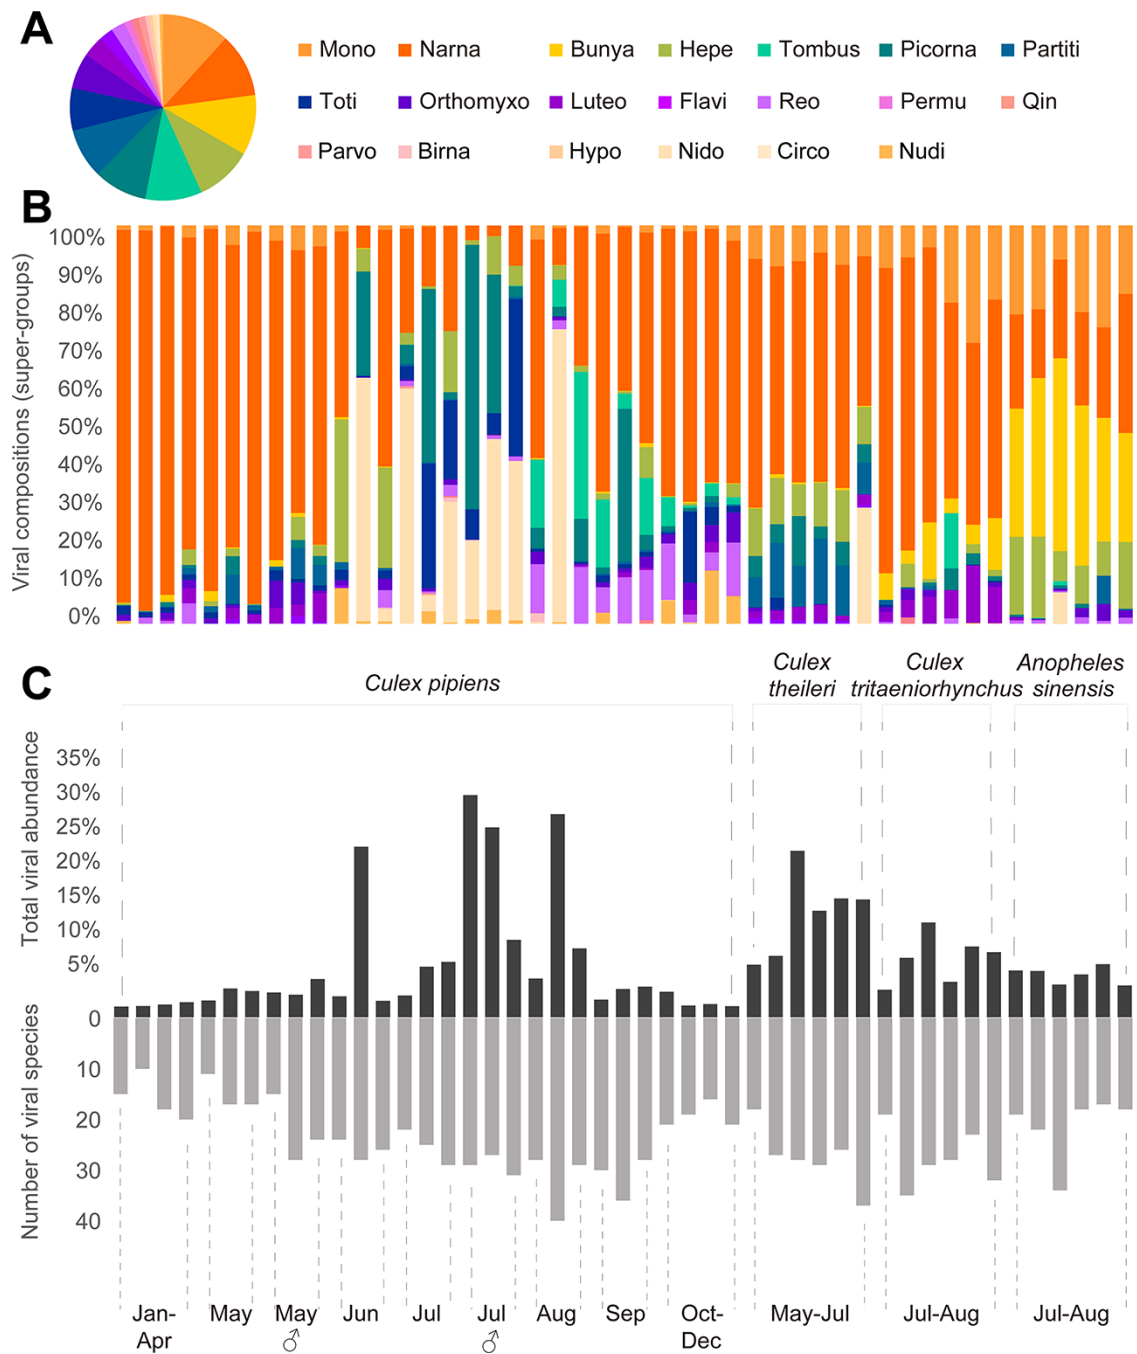 A
Mono Narna Bunya Hepe Tombus Picorna Partiti
Toti Orthomyxo Luteo Flavi Reo Permu Qin
Parvo Birna Hypo Nido Circo Nudi
B
Viral compositions (super-groups)
100%
90%
80%
70%
60%
50%
40%
30%
20%
10%
0%
C
Culex pipiens
Culex
theileri
Culex
tritaeniorhynchus
Anopheles
sinensis
Total viral abundance
35%
30%
25%
20%
15%
10%
5%
0
Number of viral species
10
20
30
40
Jan-
Apr
May
May
♂
Jun
Jul
Jul
♂
Aug
Sep
Oct-
Dec
May-Jul
Jul-Aug
Jul-Aug